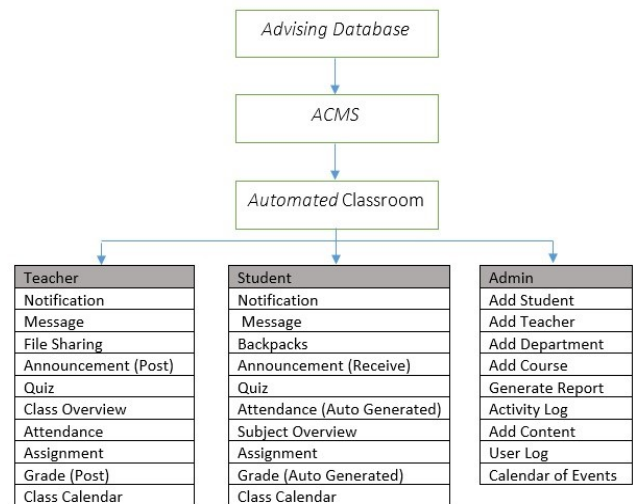 Advising Database
ACMS
Automated Classroom
Teacher
Notification
Message
File Sharing
Announcement (Post)
Quiz
Class Overview
Attendance
Assignment
Grade (Post)
Class Calendar
Student
Notification
Message
Backpacks
Announcement (Receive)
Quiz
Attendance (Auto Generated)
Subject Overview
Assignment
Grade (Auto Generated)
Class Calendar
Admin
Add Student
Add Teacher
Add Department
Add Course
Generate Report
Activity Log
Add Content
User Log
Calendar of Events